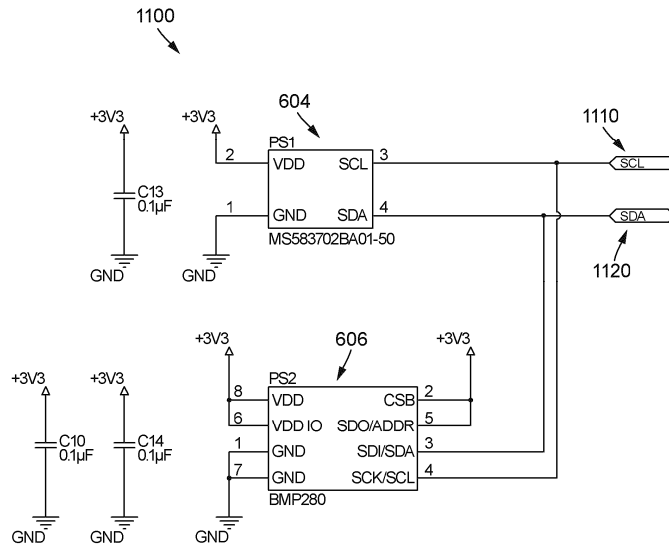 1100
604
1110
+3V3
+3V3
PS1
2
VDD
SCL
3
SCL
C13
0.1µF
1
GND
SDA
4
SDA
MS583702BA01-50
1120
GND
GND
+3V3
606
+3V3
+3V3
+3V3
PS2
8
VDD
CSB
2
6
VDD IO
SDO/ADDR
5
C10
0.1µF
C14
0.1µF
1
GND
SDI/SDA
3
7
GND
SCK/SCL
4
BMP280
GND
GND
GND